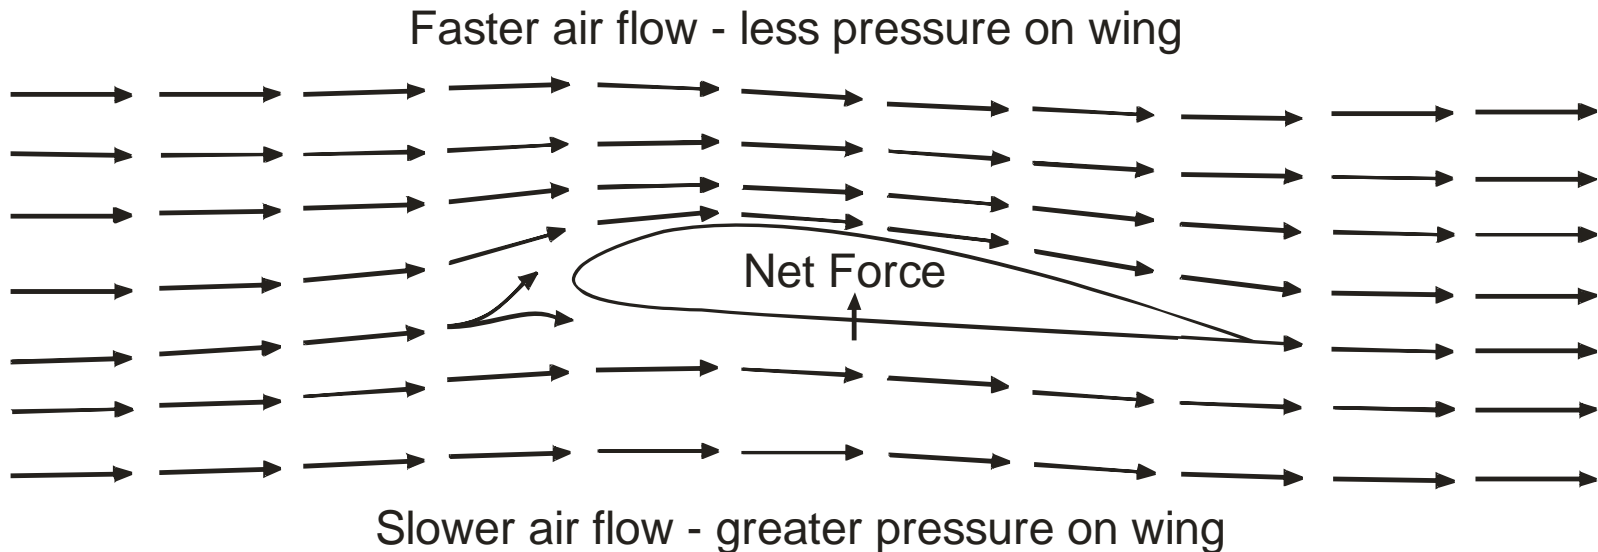 Faster air flow - less pressure on wing
Net Force
Slower air flow - greater pressure on wing